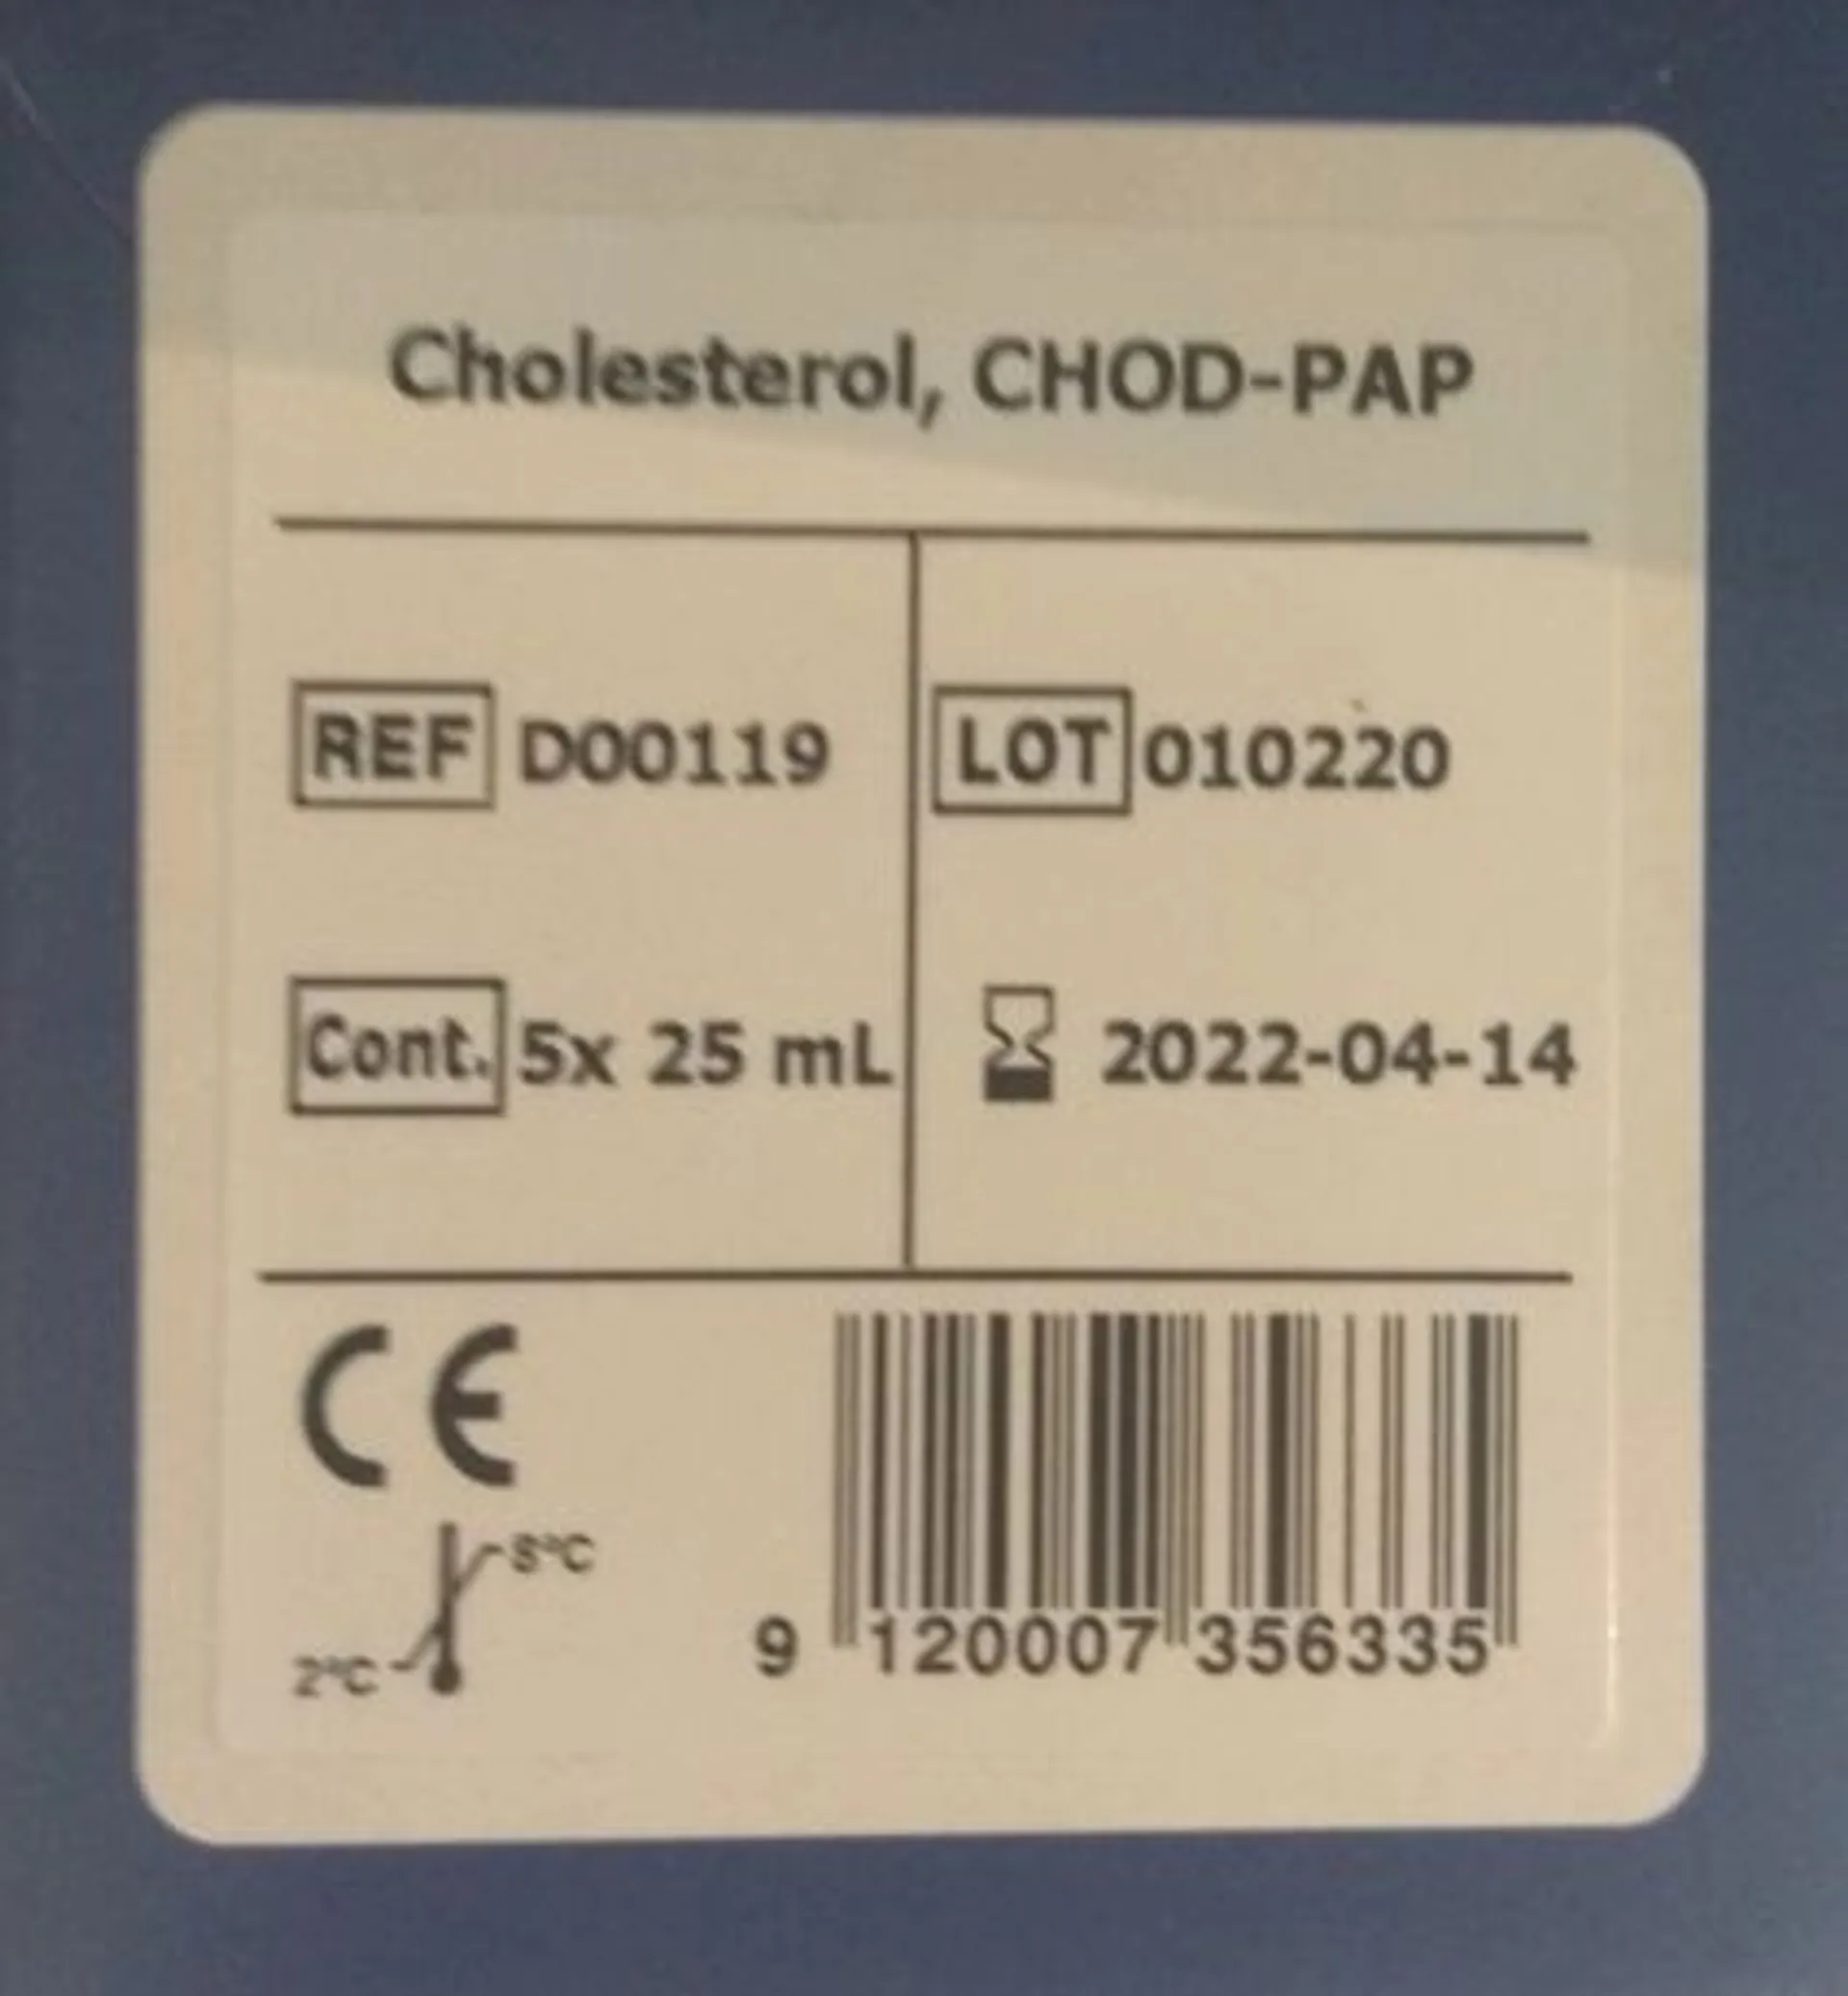 Cholesterol, CHOD-PAP
REF D00119
LOT 010220
Cont. 5x 25 mL
2022-04-14
CE
8°C
2°C
9 120007 356335